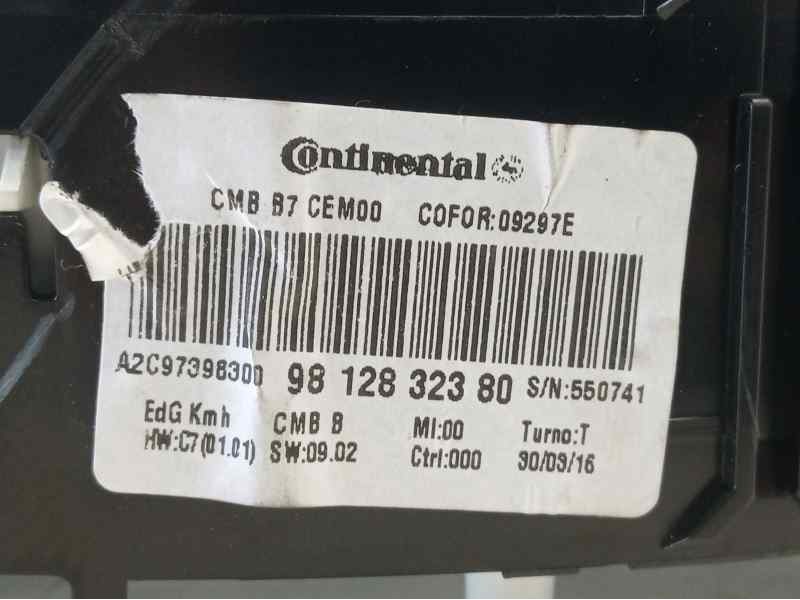 Continental
CMB B7 CEM00 COFOR:09297E
A2C97398300 98 128 323 80 S/N:550741
EdG Kmh CMB B MI:00 Turno:T
HW:C7(01.01) SW:09.02 Ctrl:000 30/03/16